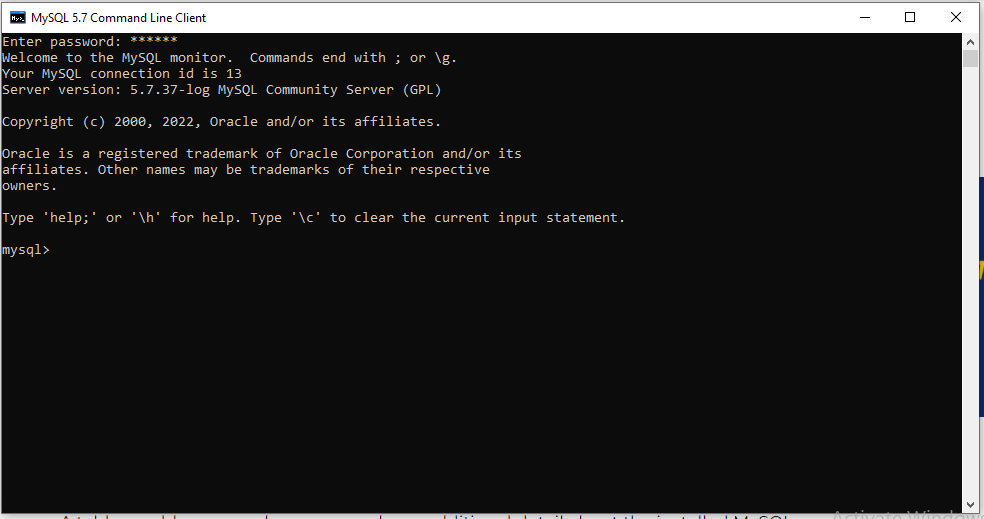 MySQL 5.7 Command Line Client
Enter password: ******
Welcome to the MySQL monitor.  Commands end with ; or \g.
Your MySQL connection id is 13
Server version: 5.7.37-log MySQL Community Server (GPL)
Copyright (c) 2000, 2022, Oracle and/or its affiliates.
Oracle is a registered trademark of Oracle Corporation and/or its
affiliates. Other names may be trademarks of their respective
owners.
Type 'help;' or '\h' for help. Type '\c' to clear the current input statement.
mysql>
Activate Windows